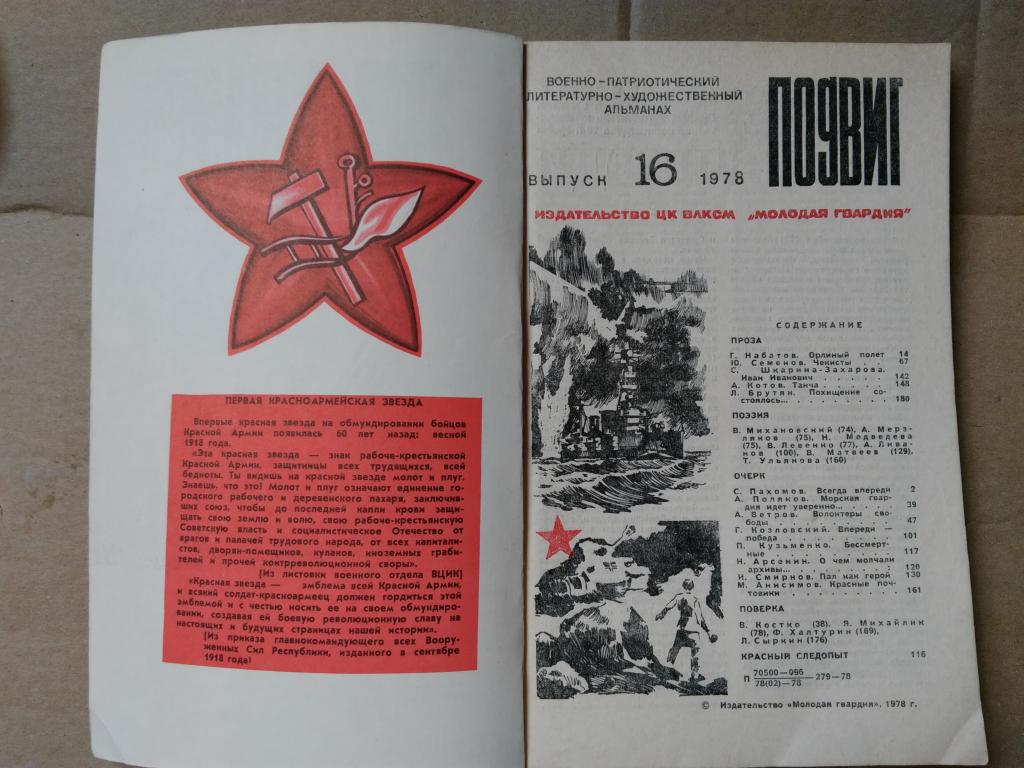 ПЕРВАЯ КРАСНОАРМЕЙСКАЯ ЗВЕЗДА
Впервые красная звезда на обмундировании бойцов
Красной Армии появилась 60 лет назад: весной
1918 года.
«Эта красная звезда — знак рабоче-крестьянской
Красной Армии, защитницы всех трудящихся, всей
бедноты. Ты видишь на красной звезде молот и плуг.
Знаешь, что это! Молот и плуг означают единение го-
родского рабочего и деревенского пахаря, заключив-
ших союз, чтобы до последней капли крови защи-
щать свою землю и волю, свою рабоче-крестьянскую
Советскую власть и социалистическое Отечество от
врагов и палачей трудового народа, от всех капитали-
стов, дворян-помещиков, кулаков, иноземных граби-
телей и прочей контрреволюционной своры».
[Из листовки военного отдела ВЦИК]
«Красная звезда — эмблема всей Красной Армии,
и всякий солдат-красноармеец должен гордиться этой
эмблемой и с честью носить ее на своем обмундиро-
вании, создавая ей боевую революционную славу на
настоящих и будущих страницах нашей истории».
[Из приказа главнокомандующего всех Воору-
женных Сил Республики, изданного в сентябре
1918 года]
ВОЕННО-ПАТРИОТИЧЕСКИЙ
ЛИТЕРАТУРНО-ХУДОЖЕСТВЕННЫЙ
АЛЬМАНАХ
ПОДВИГ
ВЫПУСК 16 1978
ИЗДАТЕЛЬСТВО ЦК ВЛКСМ „МОЛОДАЯ ГВАРДИЯ"
СОДЕРЖАНИЕ
ПРОЗА
Г. Набатов. Орлиный полет 14
Ю. Семенов. Чекисты . . 67
С. Шкарина-Захарова.
Иван Иванович . . . . . . 142
А. Котов. Танча . . . . . 148
Л. Брутян. Похищение со-
стоялось... . . . . . . . . 180
ПОЭЗИЯ
В. Михановский (74), А. Мерз-
ляков (75), Н. Медведева
(75), В. Левенко (77), А. Лива-
нов (100), В. Матвеев (129),
Т. Ульянова (160)
ОЧЕРК
С. Пахомов. Всегда впереди 2
А. Поляков. Морская гвар-
дия идет уверенно... . . . 39
А. Ветров. Волонтеры сво-
боды . . . . . . . . 47
Г. Козловский. Впереди —
победа . . . . . . . . 101
П. Кузьменко. Бессмерт-
ные . . . . . . . . 117
Н. Арсенин. О чем молчали
архивы... . . . . . . . 120
И. Смирнов. Пал как герой 130
М. Анисимов. Красные поч-
товики . . . . . . . . 161
ПОВЕРКА
В. Костко (38), Я. Михайлик
(78), Ф. Халтурин (169),
Л. Сыркин (176)
КРАСНЫЙ СЛЕДОПЫТ 116
70500—096
П 279—78
78(02)—78
© Издательство «Молодая гвардия», 1978 г.